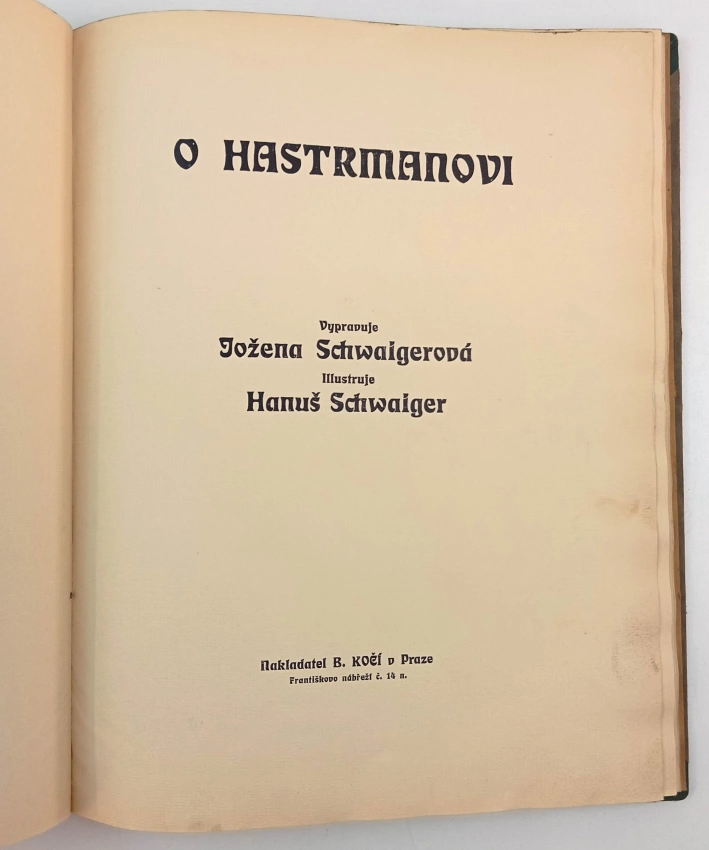 O HASTRMANOVI
Vypravuje
Jožena Schwaigerová
Illustruje
Hanuš Schwaiger
Nakladatel B. KOČÍ v Praze
Františkovo nábřeží č. 14 n.